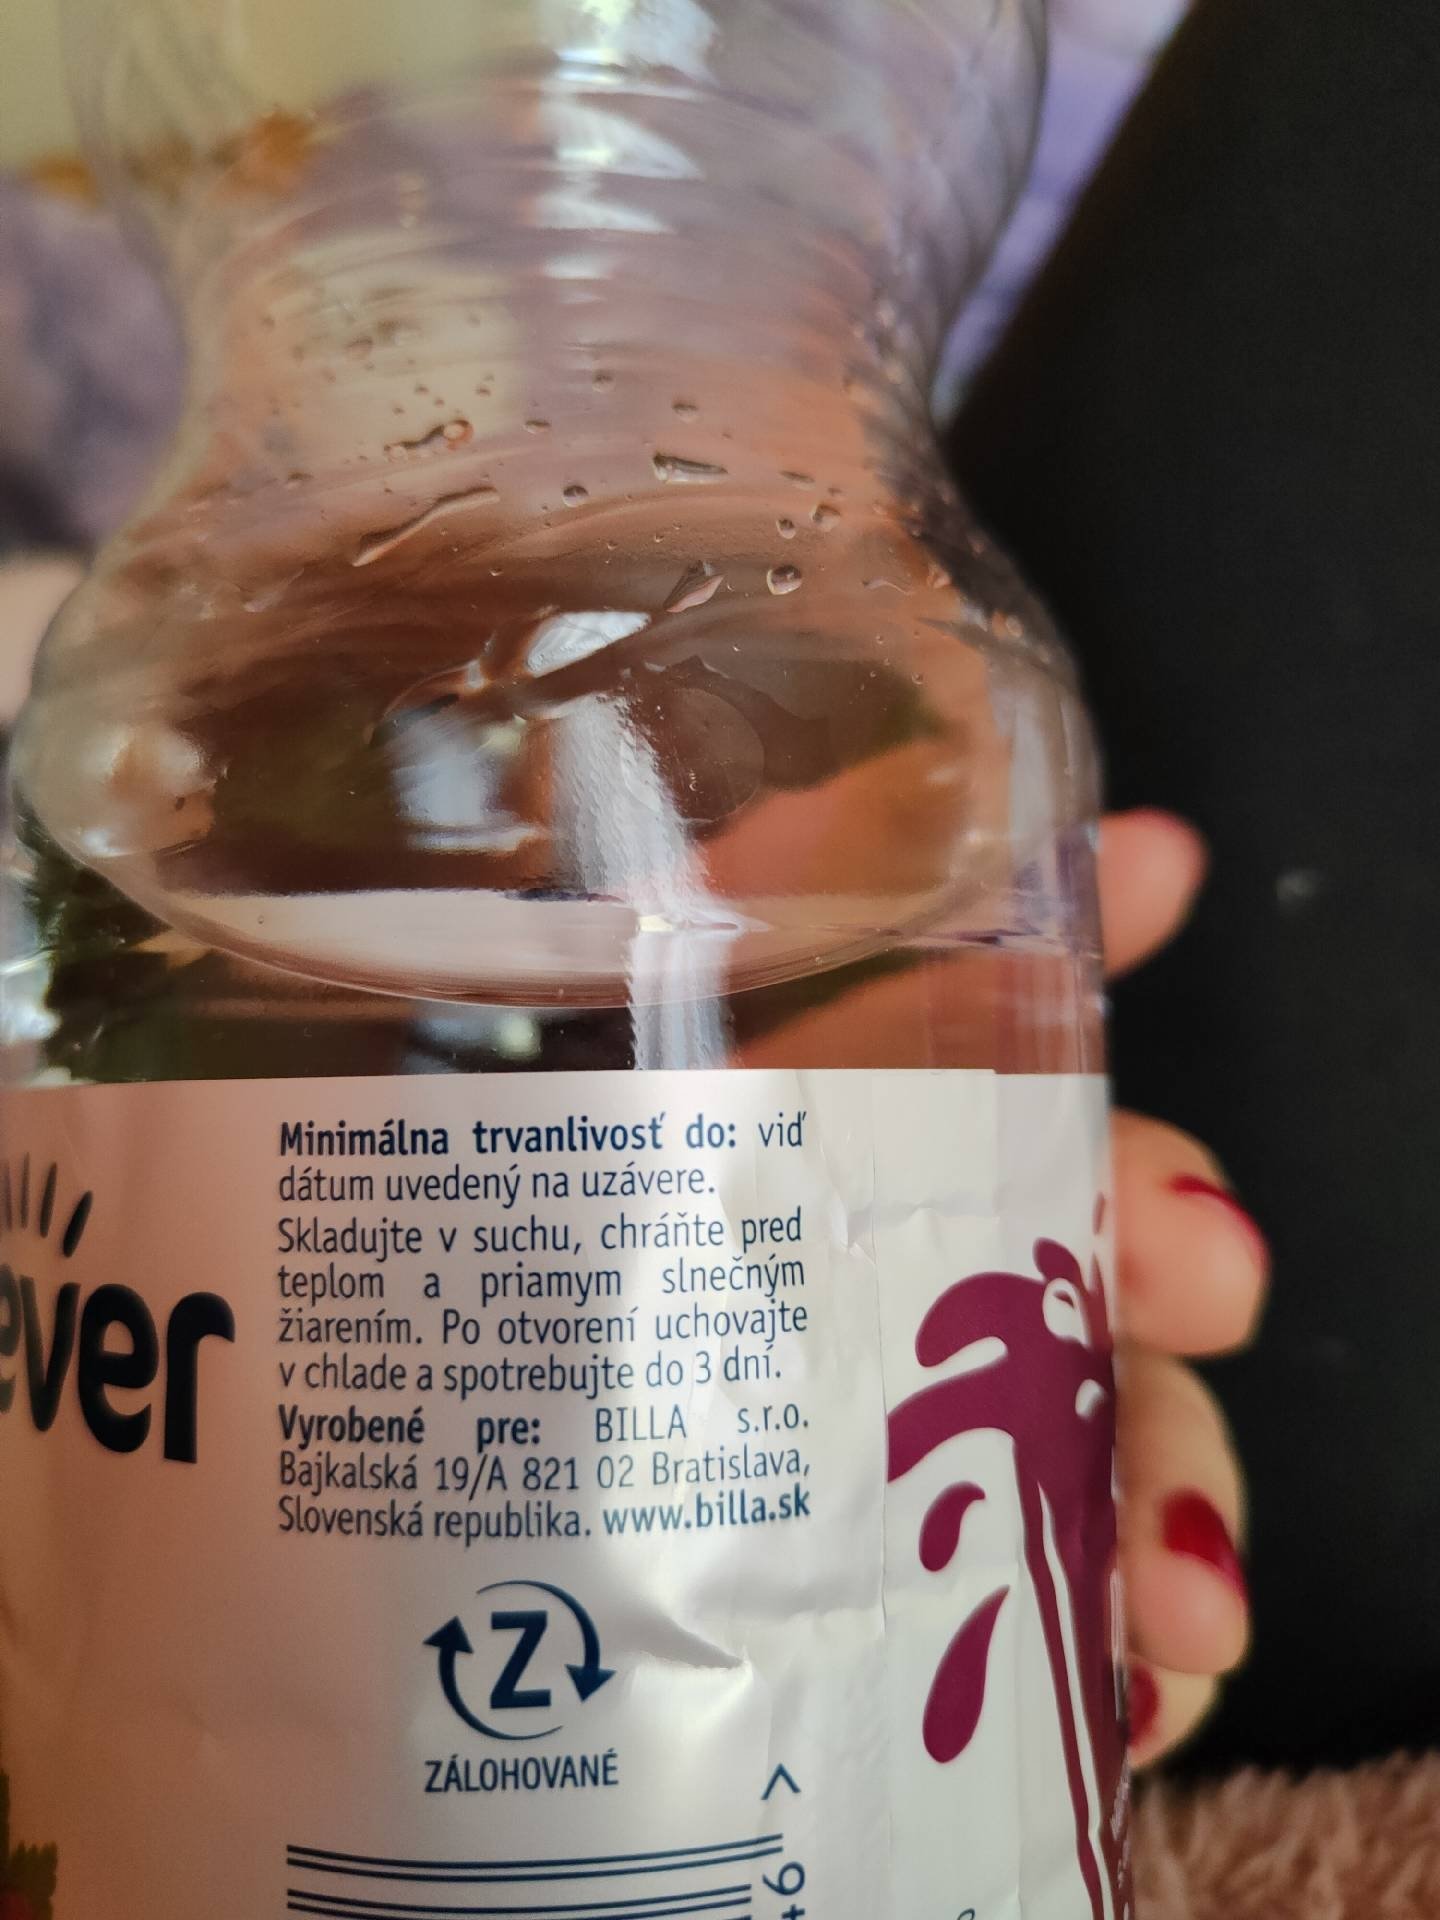 Minimálna trvanlivosť do: viď
dátum uvedený na uzávere.
Skladujte v suchu, chráňte pred
teplom a priamym slnečným
žiarením. Po otvorení uchovajte
v chlade a spotrebujte do 3 dní.
Vyrobené pre: BILLA s.r.o.
Bajkalská 19/A 821 02 Bratislava,
Slovenská republika. www.billa.sk
ever
Z
ZÁLOHOVANÉ
>